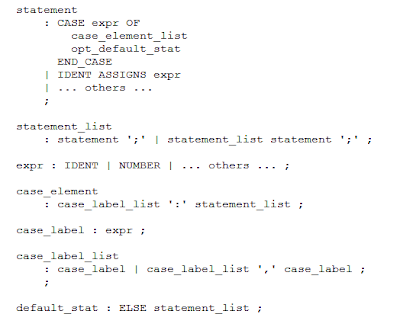 statement
: CASE expr OF
case_element_list
opt_default_stat
END_CASE
| IDENT ASSIGNS expr
| ... others ...
;
statement_list
: statement ';' | statement_list statement ';' ;
expr : IDENT | NUMBER | ... others ... ;
case_element
: case_label_list ':' statement_list ;
case_label : expr ;
case_label_list
: case_label | case_label_list ',' case_label ;
;
default_stat : ELSE statement_list ;